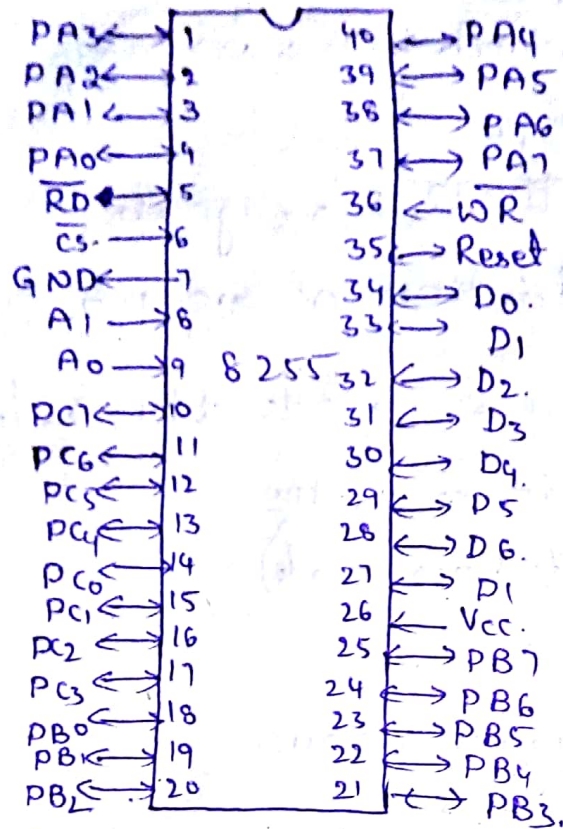 PA3 1 40 PA4
PA2 2 39 PA5
PA1 3 38 PA6
PA0 4 37 PA7
R̅D̅ 5 36 W̅R̅
C̅S̅. 6 35 Reset
GND 7 34 D0.
A1 8 33 D1
A0 9 8255 32 D2.
PC7 10 31 D3
PC6 11 30 D4.
PC5 12 29 D5
PC4 13 28 D6.
PC0 14 27 D1
PC1 15 26 Vcc.
PC2 16 25 PB7
PC3 17 24 PB6
PB0 18 23 PB5
PB1 19 22 PB4
PB2 20 21 PB3.